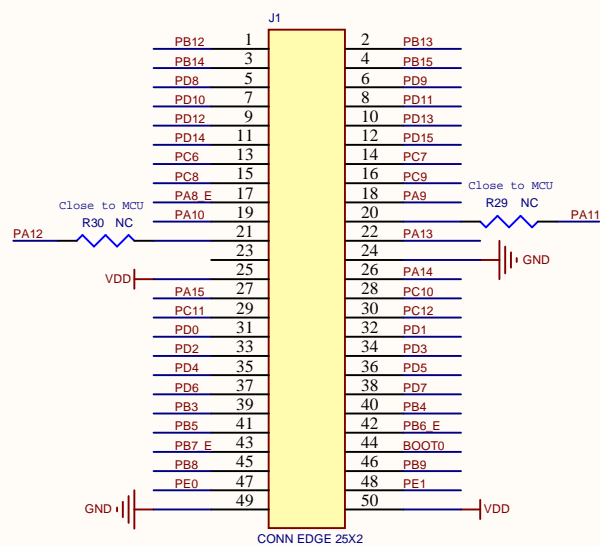 J1
PB12 1 2 PB13
PB14 3 4 PB15
PD8 5 6 PD9
PD10 7 8 PD11
PD12 9 10 PD13
PD14 11 12 PD15
PC6 13 14 PC7
PC8 15 16 PC9
PA8_E 17 18 PA9
Close to MCU
Close to MCU
R30 NC
R29 NC
PA10 19 20 PA11
PA12 21 22 PA13
23 24 GND
VDD 25 26 PA14
PA15 27 28 PC10
PC11 29 30 PC12
PD0 31 32 PD1
PD2 33 34 PD3
PD4 35 36 PD5
PD6 37 38 PD7
PB3 39 40 PB4
PB5 41 42 PB6_E
PB7_E 43 44 BOOT0
PB8 45 46 PB9
PE0 47 48 PE1
GND 49 50 VDD
CONN EDGE 25X2